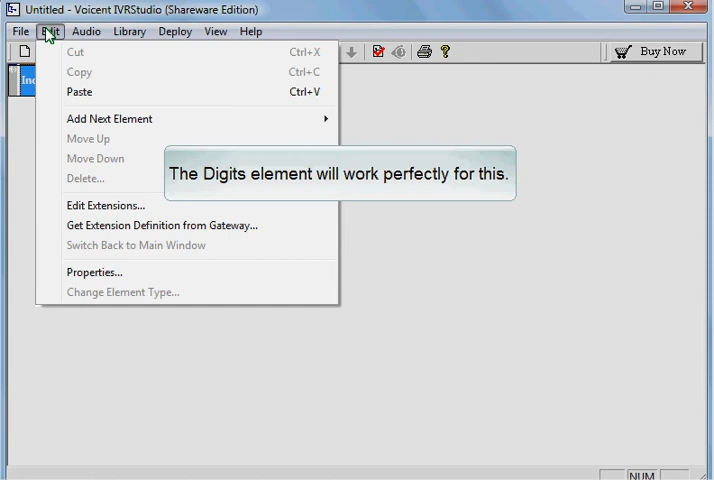 Untitled - Voicent IVRStudio (Shareware Edition)
File Edit Audio Library Deploy View Help
Buy Now
Cut Ctrl+X
Copy Ctrl+C
Paste Ctrl+V
Add Next Element
Move Up
Move Down
Delete...
The Digits element will work perfectly for this.
Edit Extensions...
Get Extension Definition from Gateway...
Switch Back to Main Window
Properties...
Change Element Type...
NUM